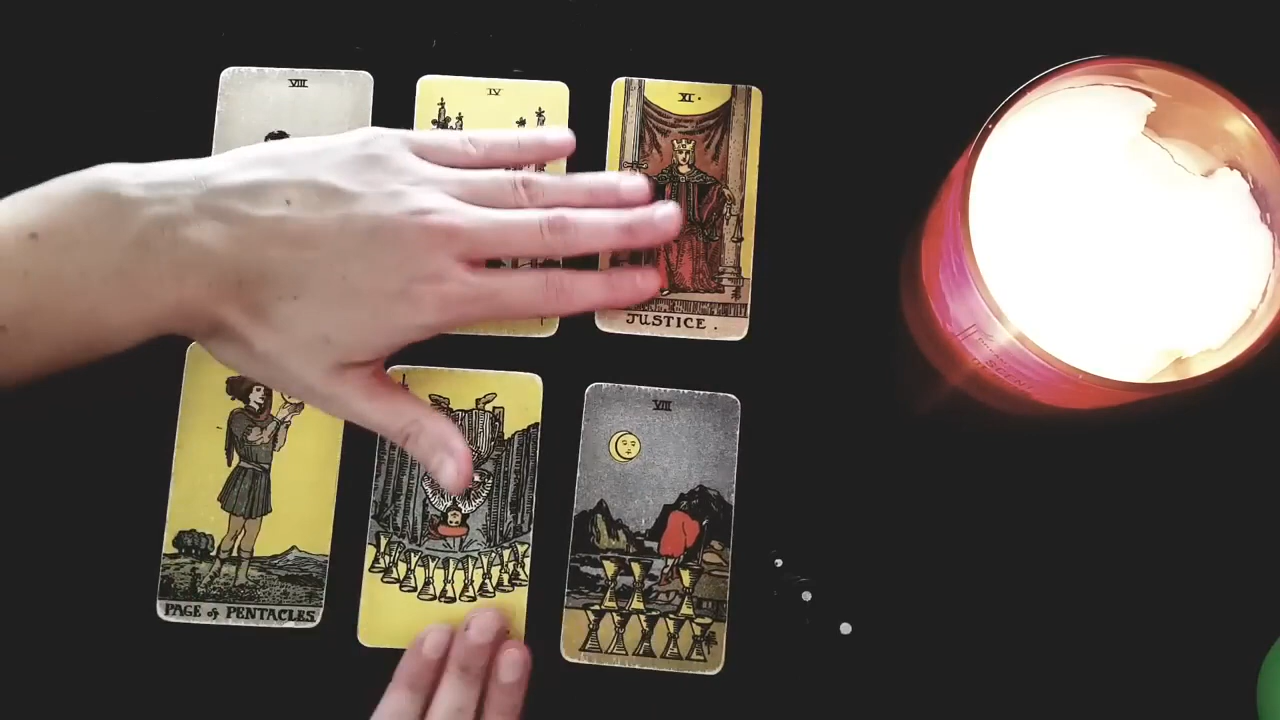 VIII
IV
XI.
JUSTICE.
VIII
PAGE of PENTACLES